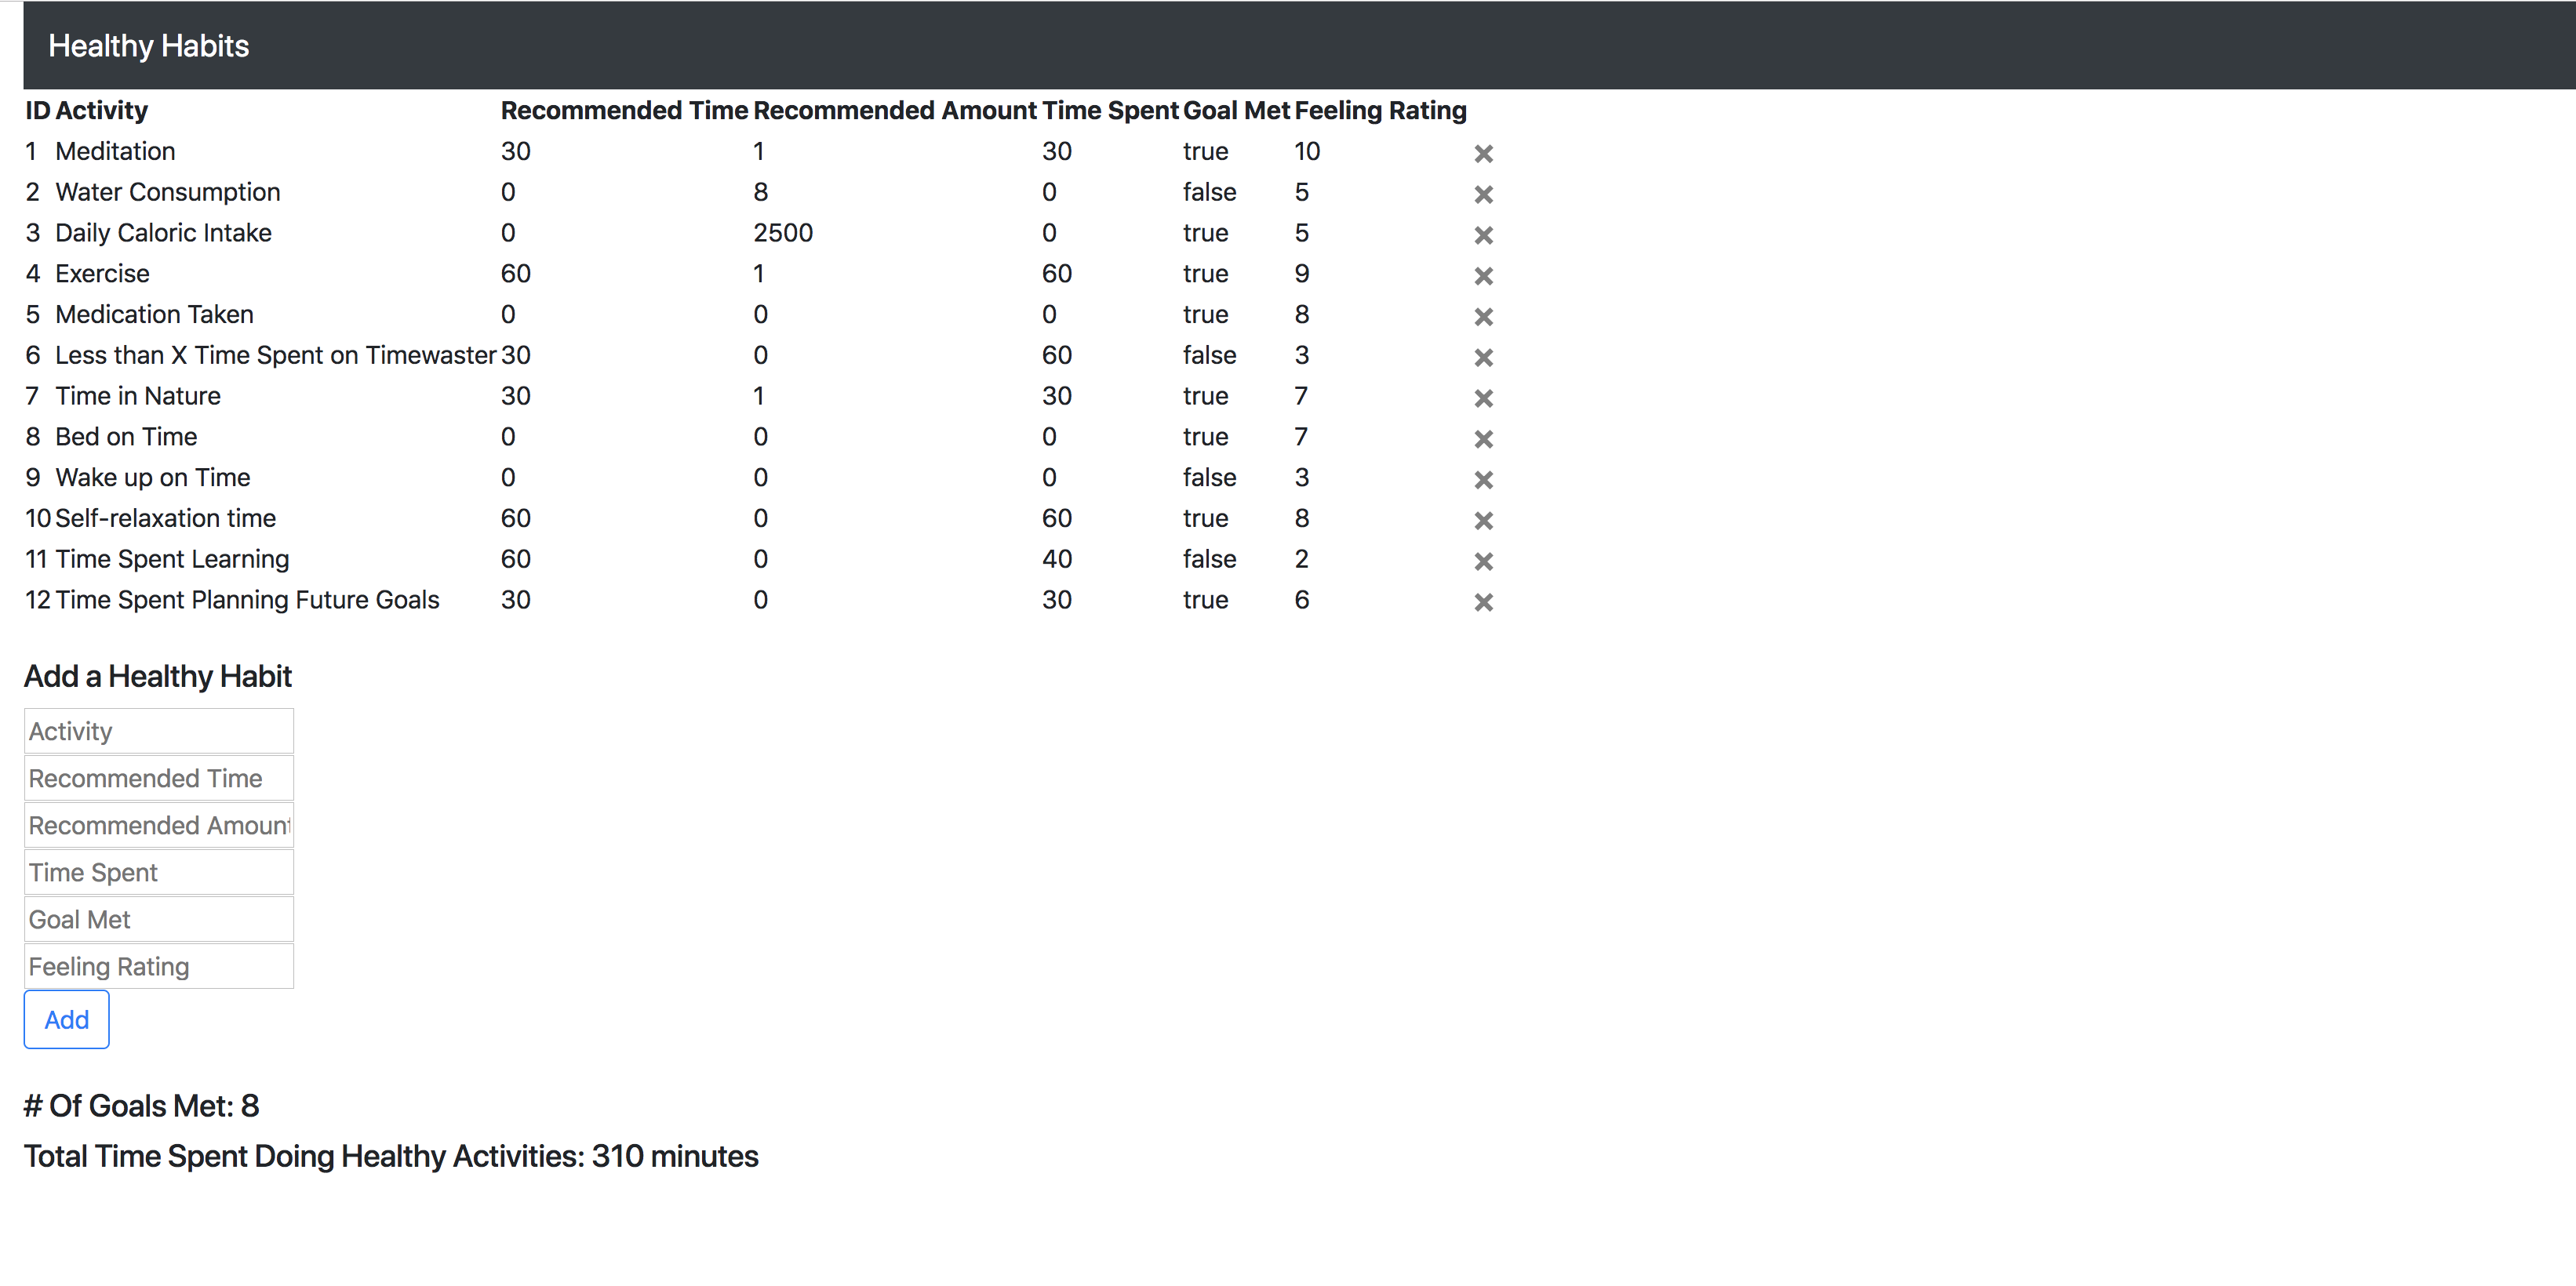 Healthy Habits
ID Activity Recommended Time Recommended Amount Time Spent Goal Met Feeling Rating
1 Meditation 30 1 30 true 10 ×
2 Water Consumption 0 8 0 false 5 ×
3 Daily Caloric Intake 0 2500 0 true 5 ×
4 Exercise 60 1 60 true 9 ×
5 Medication Taken 0 0 0 true 8 ×
6 Less than X Time Spent on Timewaster 30 0 60 false 3 ×
7 Time in Nature 30 1 30 true 7 ×
8 Bed on Time 0 0 0 true 7 ×
9 Wake up on Time 0 0 0 false 3 ×
10 Self-relaxation time 60 0 60 true 8 ×
11 Time Spent Learning 60 0 40 false 2 ×
12 Time Spent Planning Future Goals 30 0 30 true 6 ×
Add a Healthy Habit
Activity
Recommended Time
Recommended Amount
Time Spent
Goal Met
Feeling Rating
Add
# Of Goals Met: 8
Total Time Spent Doing Healthy Activities: 310 minutes